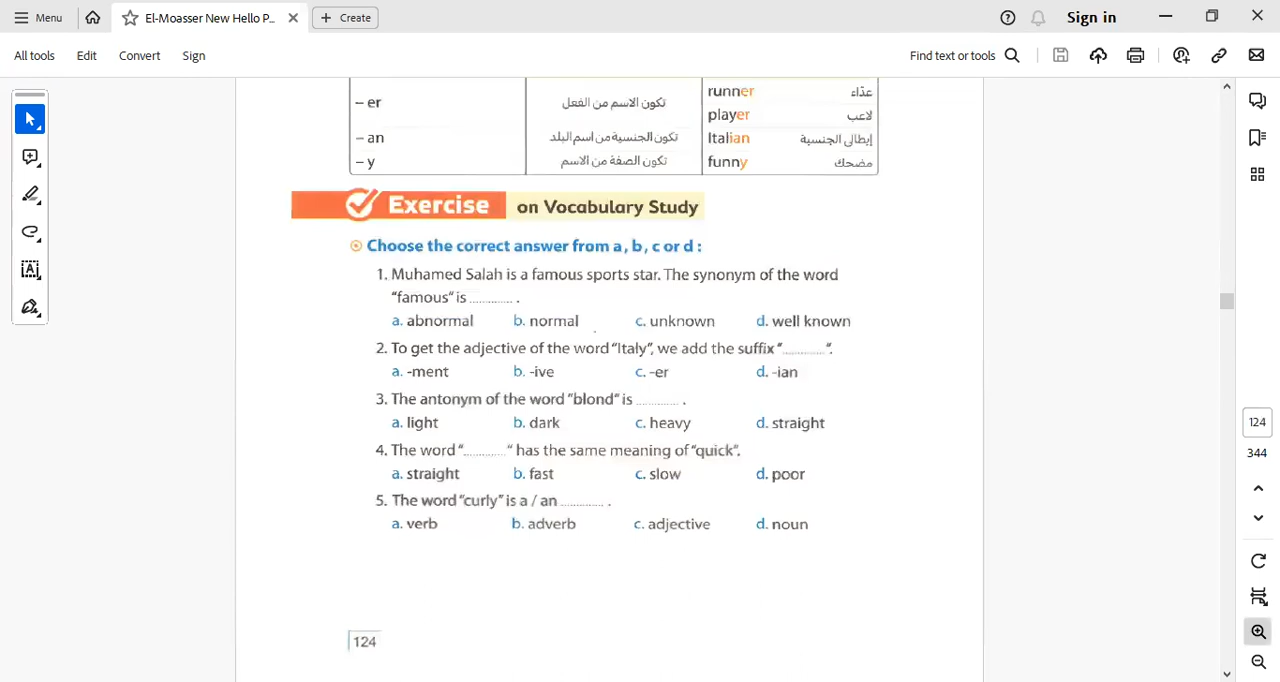 Menu
El-Moasser New Hello P...
Create
Sign in
All tools Edit Convert Sign
Find text or tools
– er
تكون الاسم من الفعل
runner عدّاء
player لاعب
– an تكون الجنسية من اسم البلد Italian إيطالى الجنسية
– y تكون الصفة من الاسم funny مضحك
Exercise on Vocabulary Study
Choose the correct answer from a , b , c or d :
1. Muhamed Salah is a famous sports star. The synonym of the word
"famous" is ............. .
a. abnormal b. normal c. unknown d. well known
2. To get the adjective of the word "Italy", we add the suffix "............".
a. -ment b. -ive c. -er d. -ian
3. The antonym of the word "blond" is ............. .
a. light b. dark c. heavy d. straight
4. The word "............" has the same meaning of "quick".
a. straight b. fast c. slow d. poor
5. The word "curly" is a / an ............. .
a. verb b. adverb c. adjective d. noun
124
124
344